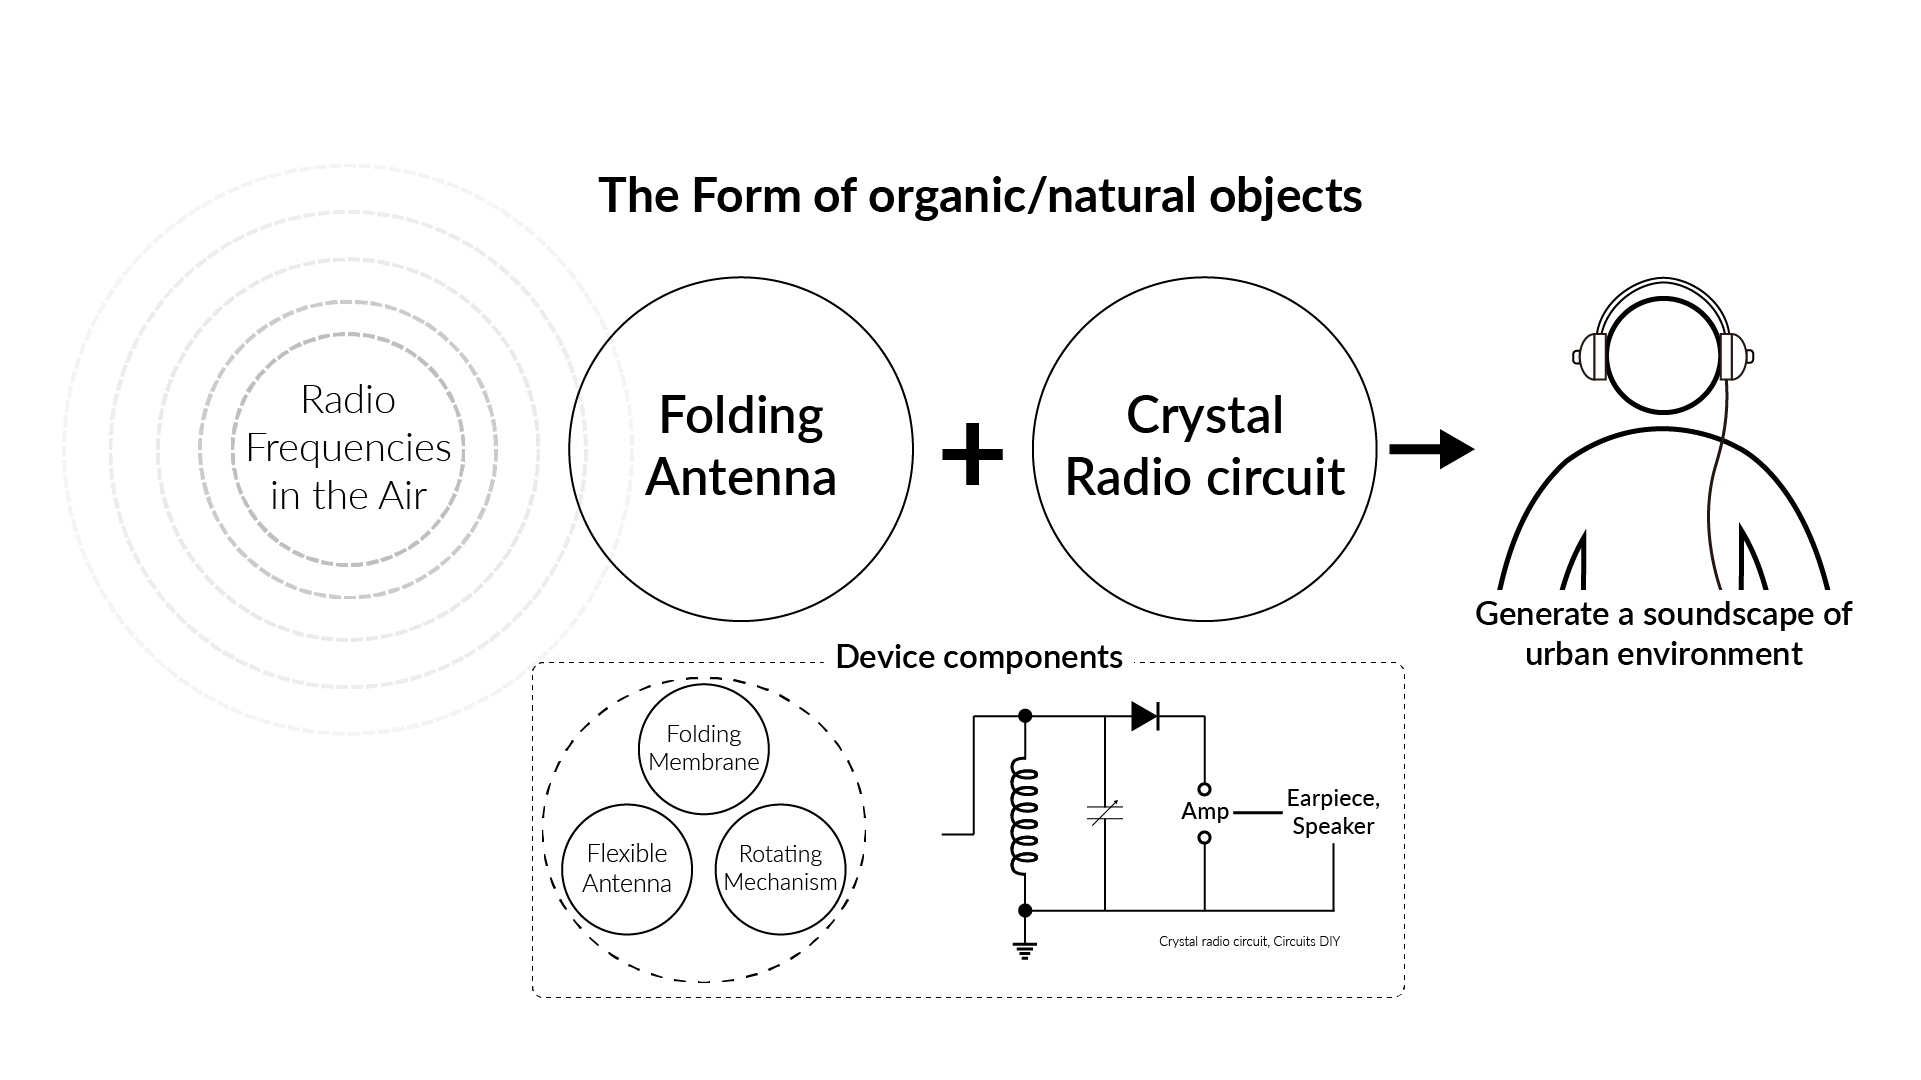 The Form of organic/natural objects
Radio
Frequencies
in the Air
Folding
Antenna
+
Crystal
Radio circuit
Generate a soundscape of
urban environment
Device components
Folding
Membrane
Flexible
Antenna
Rotating
Mechanism
Amp
Earpiece,
Speaker
Crystal radio circuit, Circuits DIY